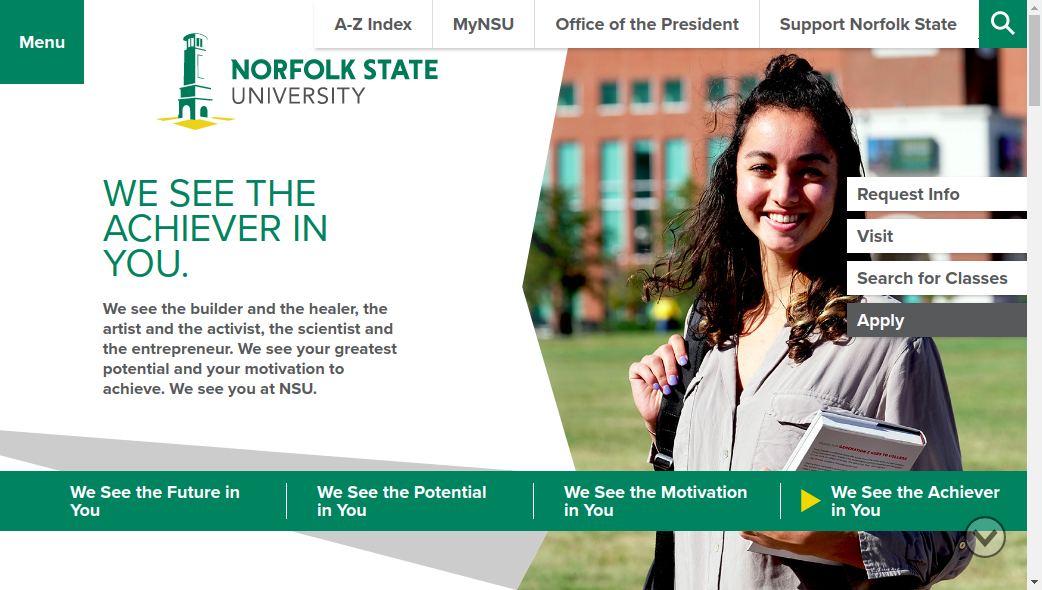 Menu
A-Z Index
MyNSU
Office of the President
Support Norfolk State
NORFOLK STATE
UNIVERSITY
WE SEE THE
ACHIEVER IN
YOU.
We see the builder and the healer, the
artist and the activist, the scientist and
the entrepreneur. We see your greatest
potential and your motivation to
achieve. We see you at NSU.
Request Info
Visit
Search for Classes
Apply
We See the Future in
You
We See the Potential
in You
We See the Motivation
in You
We See the Achiever
in You